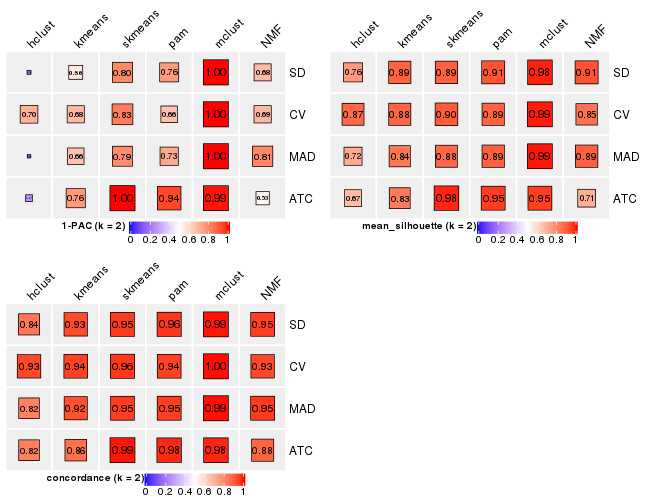 hclust kmeans skmeans pam mclust NMF
0.56 0.80 0.76 1.00 0.68 SD
0.70 0.68 0.83 0.66 1.00 0.69 CV
0.66 0.79 0.73 1.00 0.81 MAD
0.76 1.00 0.94 0.99 0.53 ATC
1-PAC (k = 2)
0 0.2 0.4 0.6 0.8 1
hclust kmeans skmeans pam mclust NMF
0.76 0.89 0.89 0.91 0.98 0.91 SD
0.87 0.88 0.90 0.89 0.99 0.85 CV
0.72 0.84 0.88 0.89 0.99 0.89 MAD
0.67 0.83 0.98 0.95 0.95 0.71 ATC
mean_silhouette (k = 2)
0 0.2 0.4 0.6 0.8 1
hclust kmeans skmeans pam mclust NMF
0.84 0.93 0.95 0.96 0.99 0.95 SD
0.93 0.94 0.96 0.94 1.00 0.93 CV
0.82 0.92 0.95 0.95 0.99 0.95 MAD
0.82 0.86 0.99 0.98 0.98 0.88 ATC
concordance (k = 2)
0 0.2 0.4 0.6 0.8 1